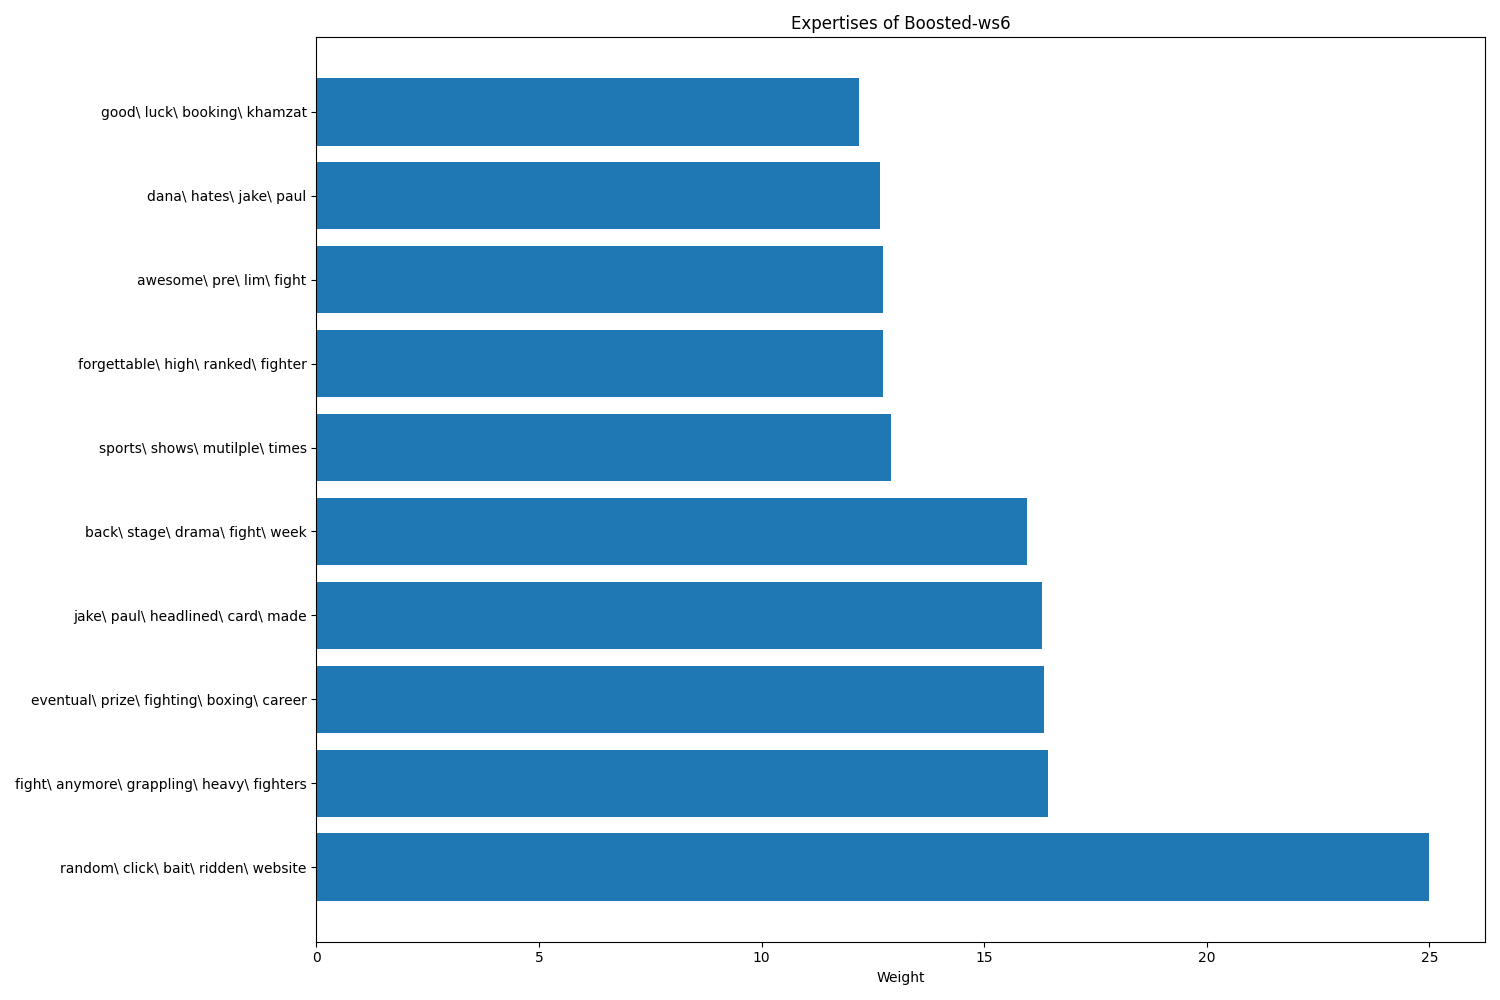 Expertises of Boosted-ws6
good\ luck\ booking\ khamzat
dana\ hates\ jake\ paul
awesome\ pre\ lim\ fight
forgettable\ high\ ranked\ fighter
sports\ shows\ mutilple\ times
back\ stage\ drama\ fight\ week
jake\ paul\ headlined\ card\ made
eventual\ prize\ fighting\ boxing\ career
fight\ anymore\ grappling\ heavy\ fighters
random\ click\ bait\ ridden\ website
0 5 10 15 20 25
Weight